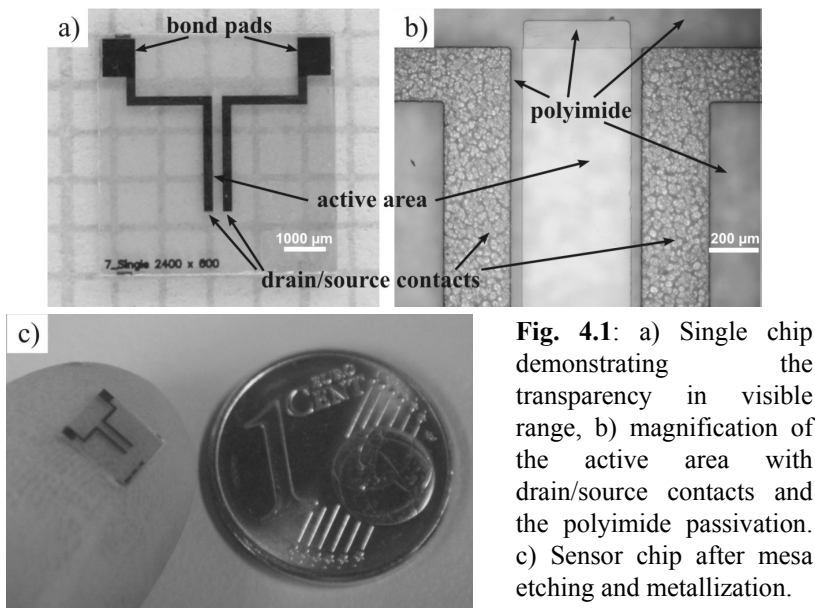 a)
bond pads
active area
1000 µm
7_Single 2400 x 600
drain/source contacts
b)
polyimide
200 µm
c)
1
EURO
CENT
Fig. 4.1: a) Single chip
demonstrating the
transparency in visible
range, b) magnification of
the active area with
drain/source contacts and
the polyimide passivation.
c) Sensor chip after mesa
etching and metallization.